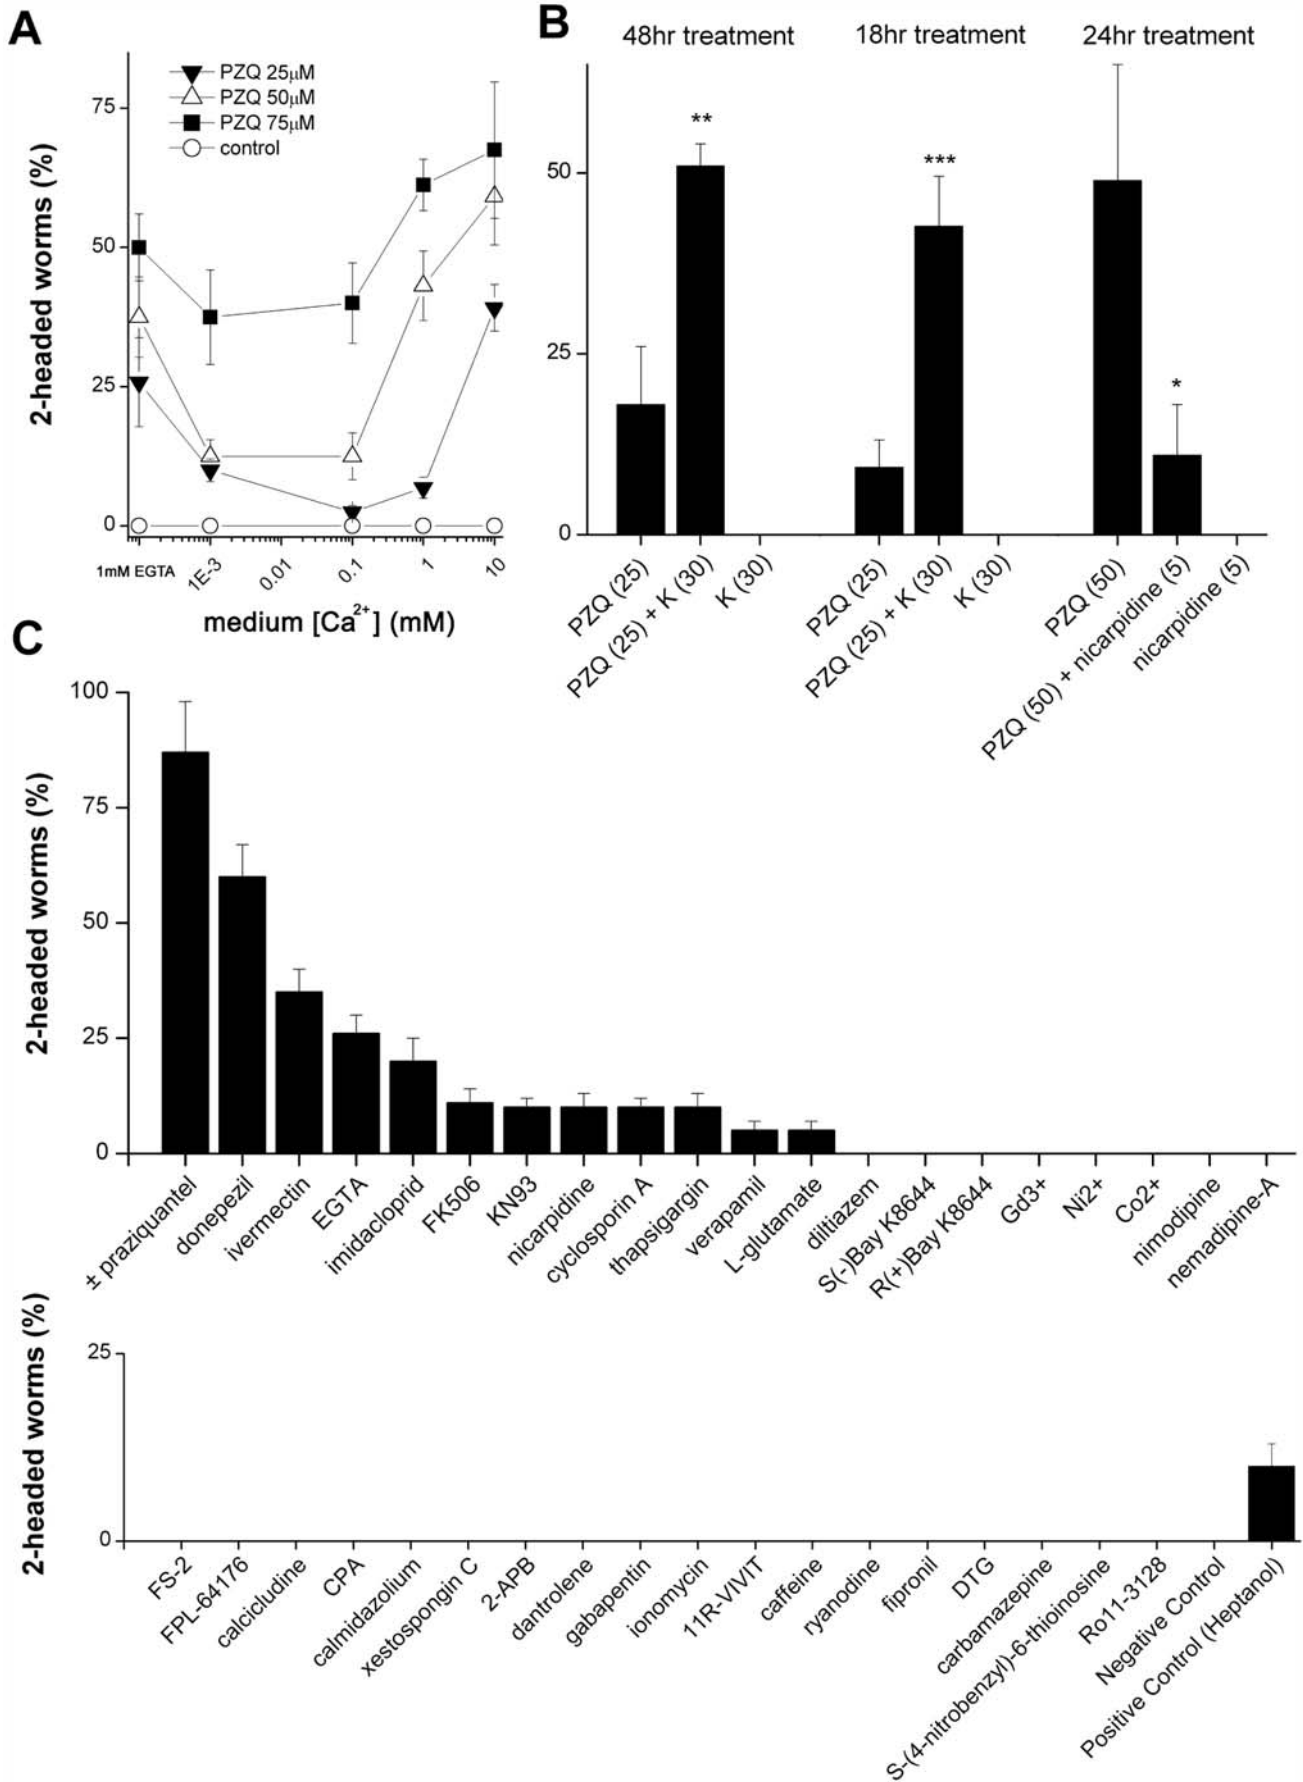 A
PZQ 25µM
PZQ 50µM
PZQ 75µM
control
2-headed worms (%)
75
50
25
0
1mM EGTA
1E-3
0.01
0.1
1
10
medium [Ca2+] (mM)
B
48hr treatment
18hr treatment
24hr treatment
**
***
*
50
25
0
PZQ (25)
PZQ (25) + K (30)
K (30)
PZQ (25)
PZQ (25) + K (30)
K (30)
PZQ (50)
PZQ (50) + nicarpidine (5)
nicarpidine (5)
C
2-headed worms (%)
100
75
50
25
0
± praziquantel
donepezil
ivermectin
EGTA
imidacloprid
FK506
KN93
nicarpidine
cyclosporin A
thapsigargin
verapamil
L-glutamate
diltiazem
S(-)Bay K8644
R(+)Bay K8644
Gd3+
Ni2+
Co2+
nimodipine
nemadipine-A
2-headed worms (%)
25
0
FS-2
FPL-64176
calcicludine
CPA
calmidazolium
xestospongin C
2-APB
dantrolene
gabapentin
ionomycin
11R-VIVIT
caffeine
ryanodine
fipronil
DTG
carbamazepine
S-(4-nitrobenzyl)-6-thioinosine
Ro11-3128
Negative Control
Positive Control (Heptanol)